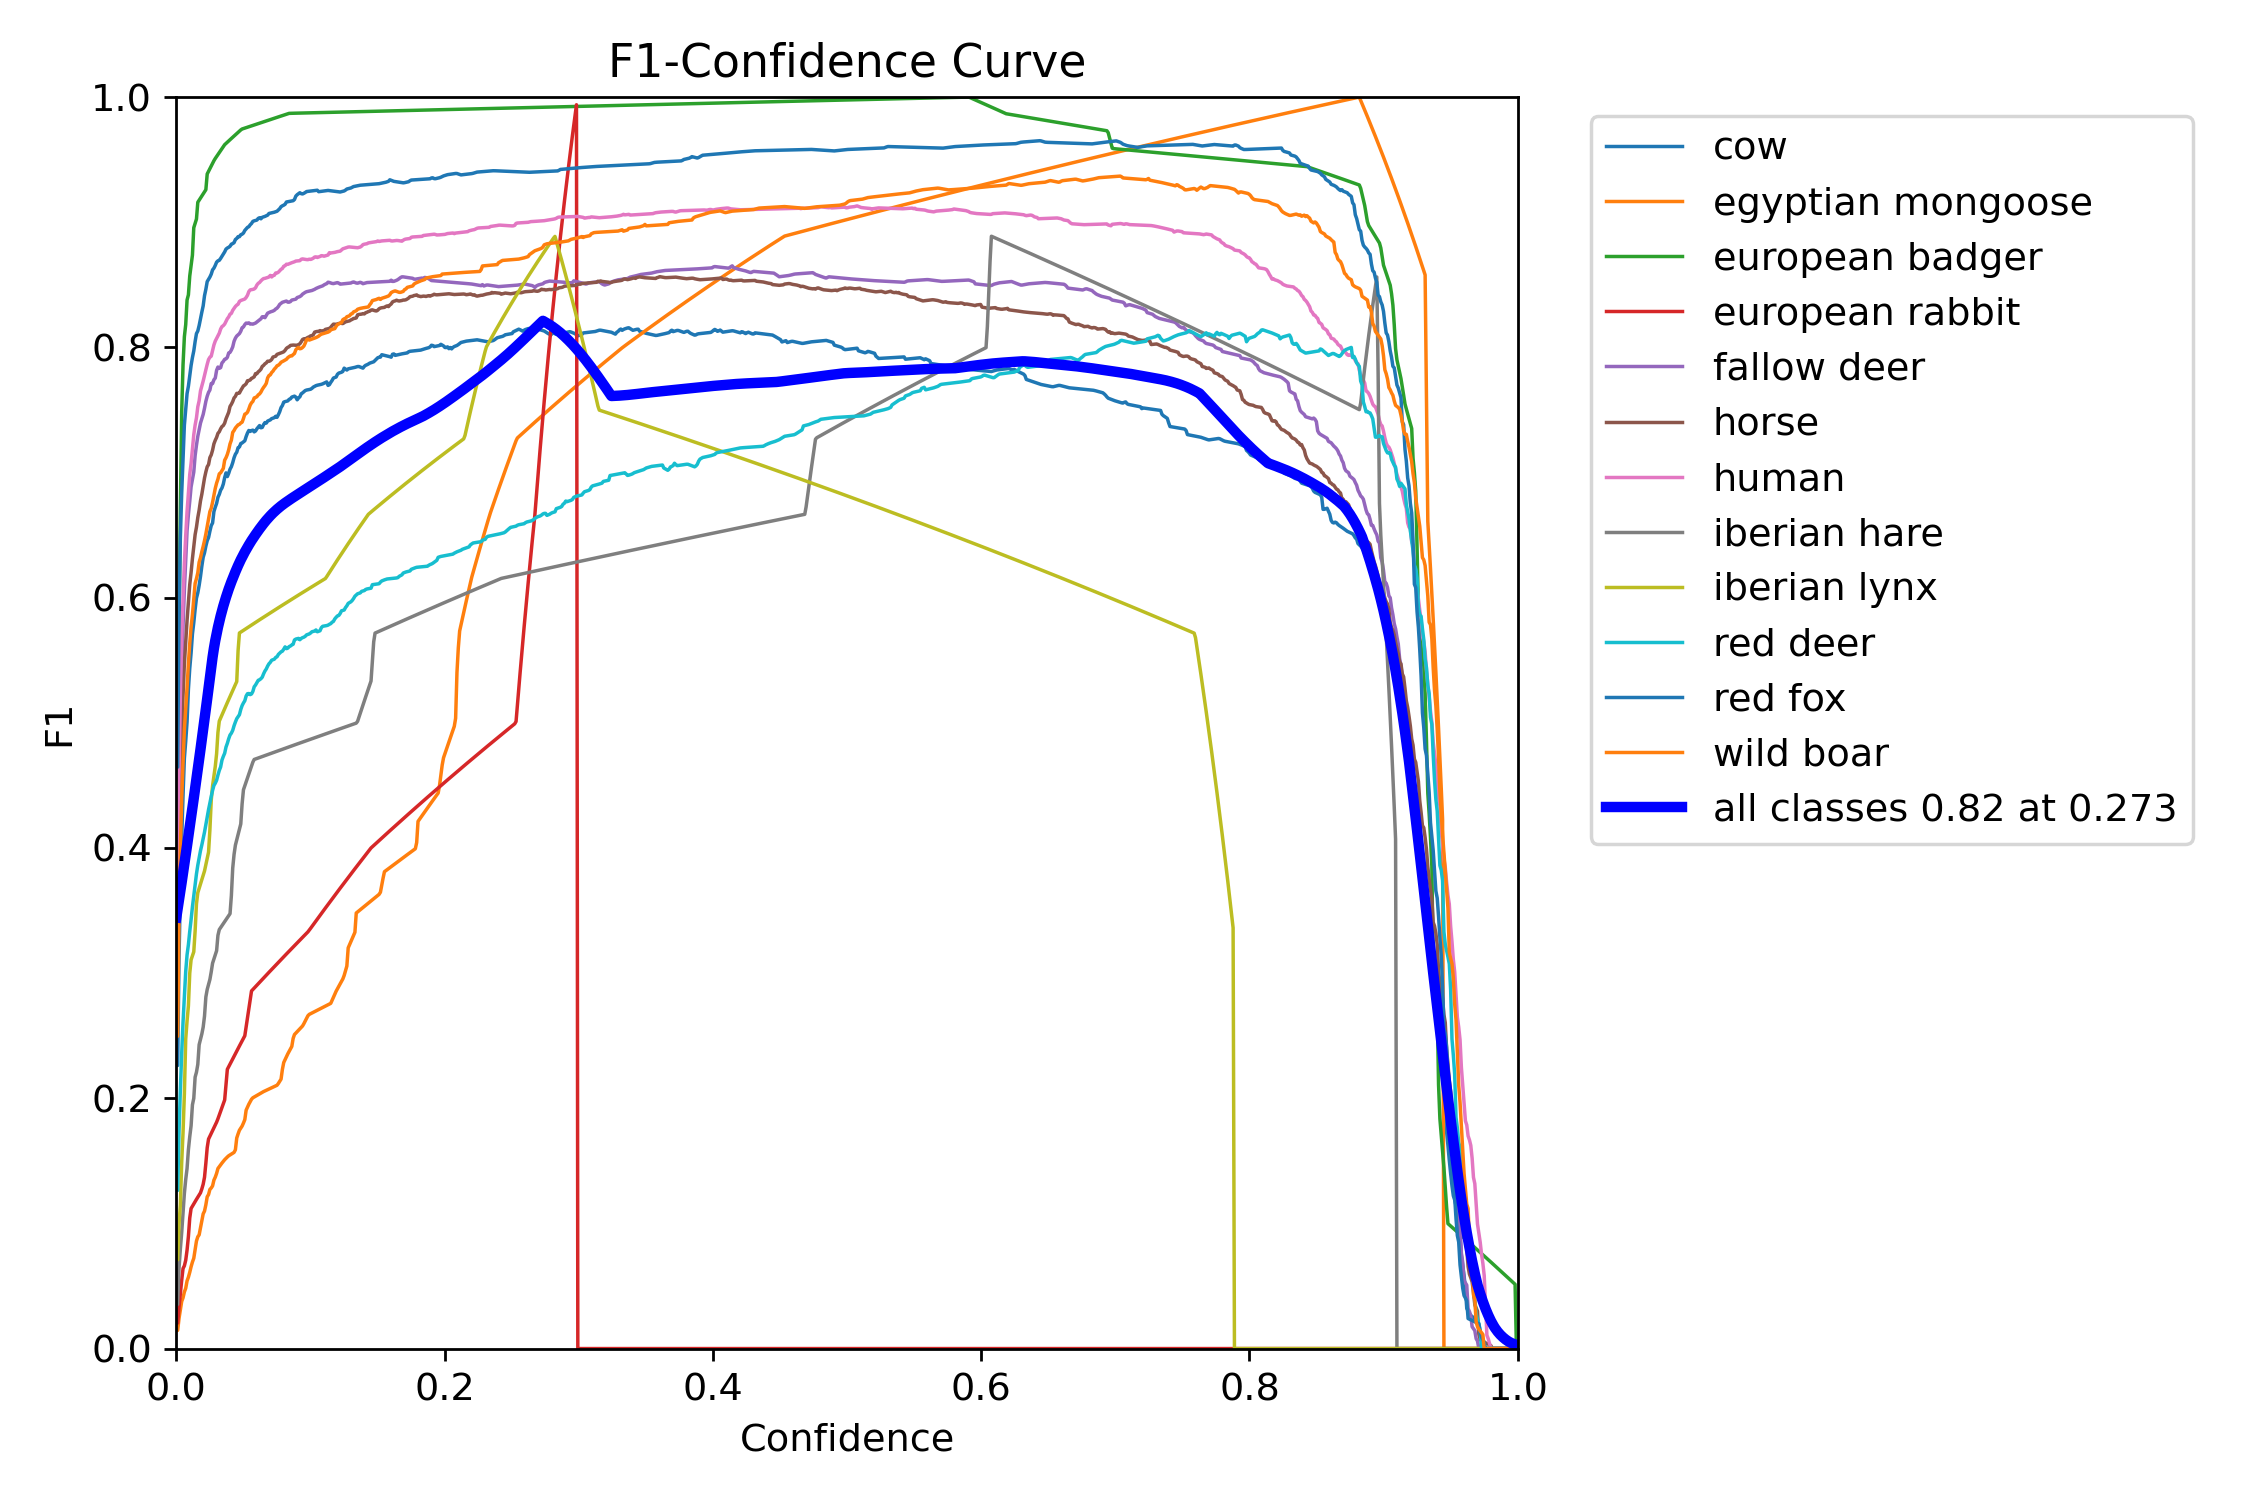 F1-Confidence Curve
1.0
0.8
0.6
0.4
0.2
0.0
F1
0.0 0.2 0.4 0.6 0.8 1.0
Confidence
cow
egyptian mongoose
european badger
european rabbit
fallow deer
horse
human
iberian hare
iberian lynx
red deer
red fox
wild boar
all classes 0.82 at 0.273